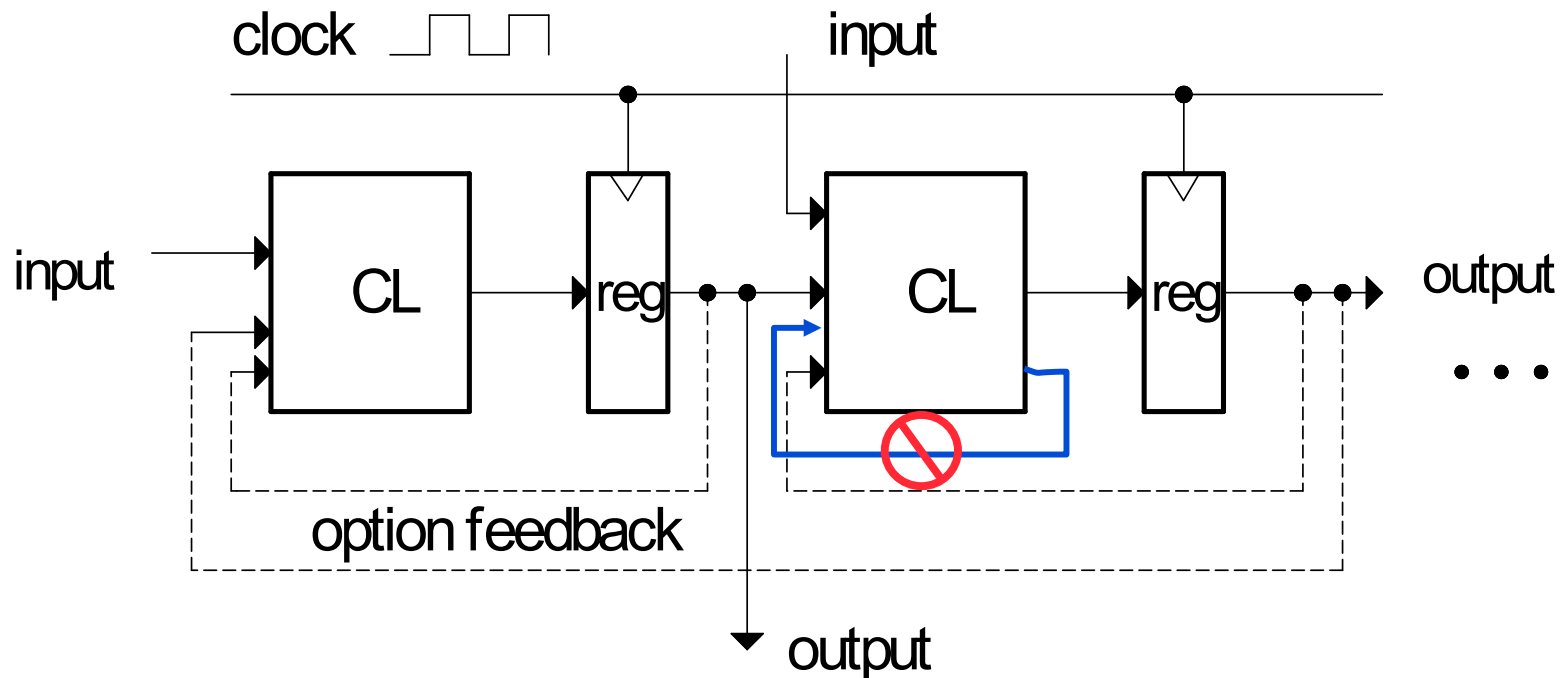 clock
input
input
CL
reg
CL
reg
output
option feedback
output